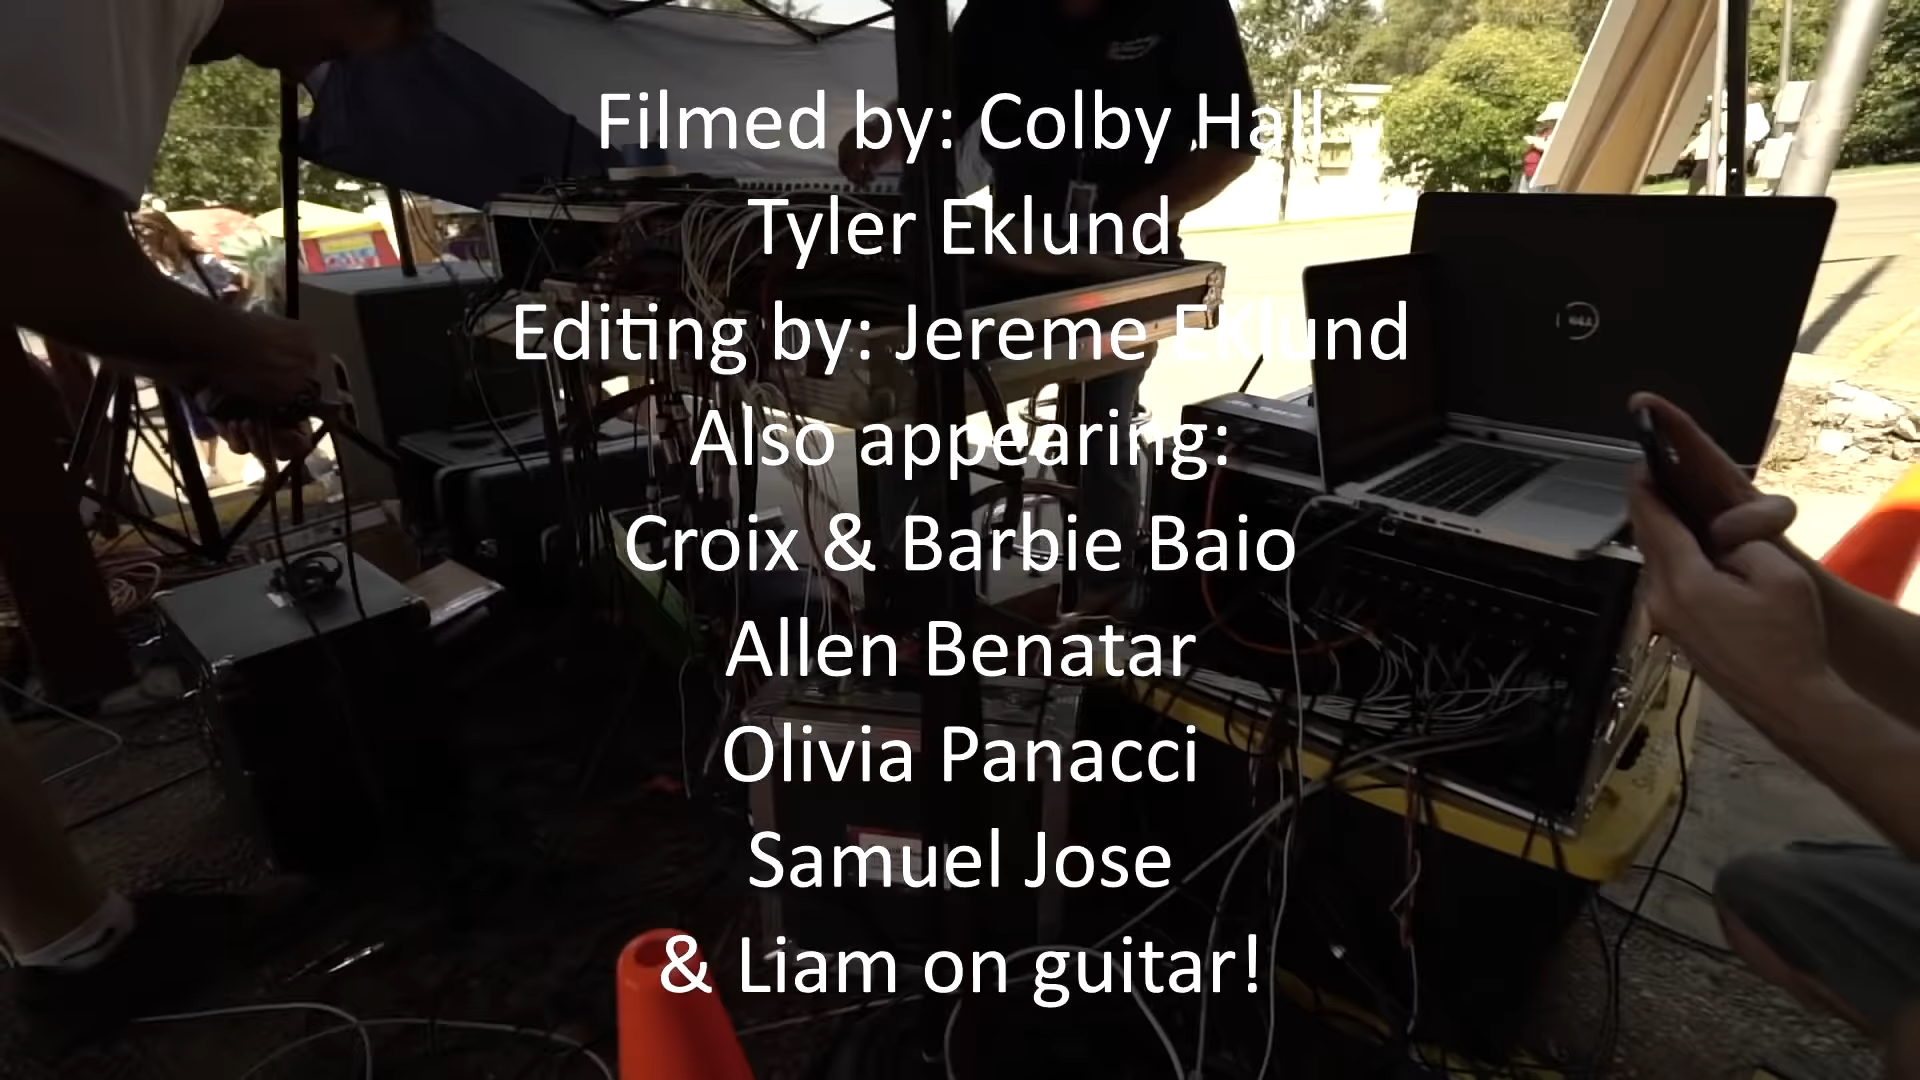 Filmed by: Colby Hall
Tyler Eklund
Editing by: Jereme EKlund
Also appearing:
Croix & Barbie Baio
Allen Benatar
Olivia Panacci
Samuel Jose
& Liam on guitar!
DELL